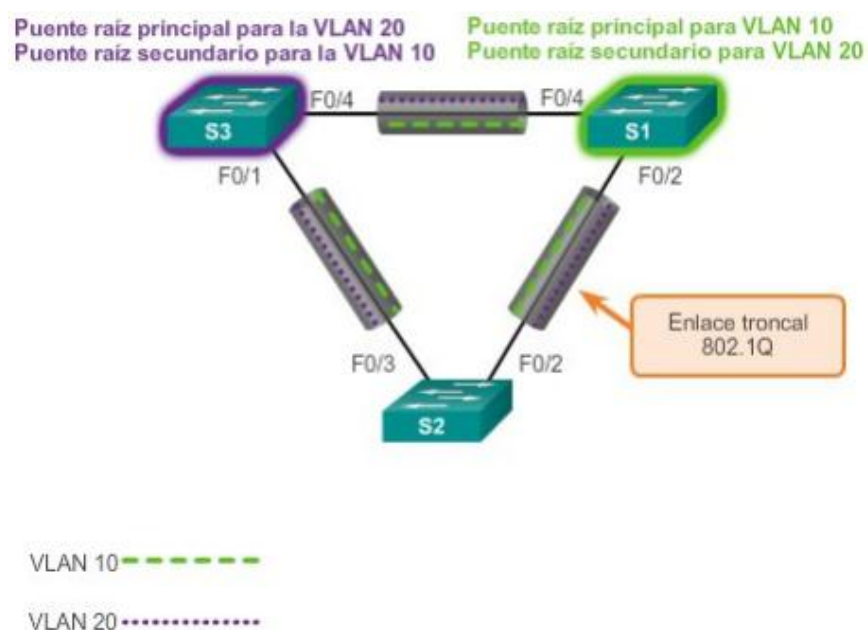 Puente raíz principal para la VLAN 20
Puente raíz secundario para la VLAN 10
Puente raíz principal para VLAN 10
Puente raíz secundario para VLAN 20
F0/4
F0/4
S3
S1
F0/1
F0/2
Enlace troncal
802.1Q
F0/3
F0/2
S2
VLAN 10
VLAN 20